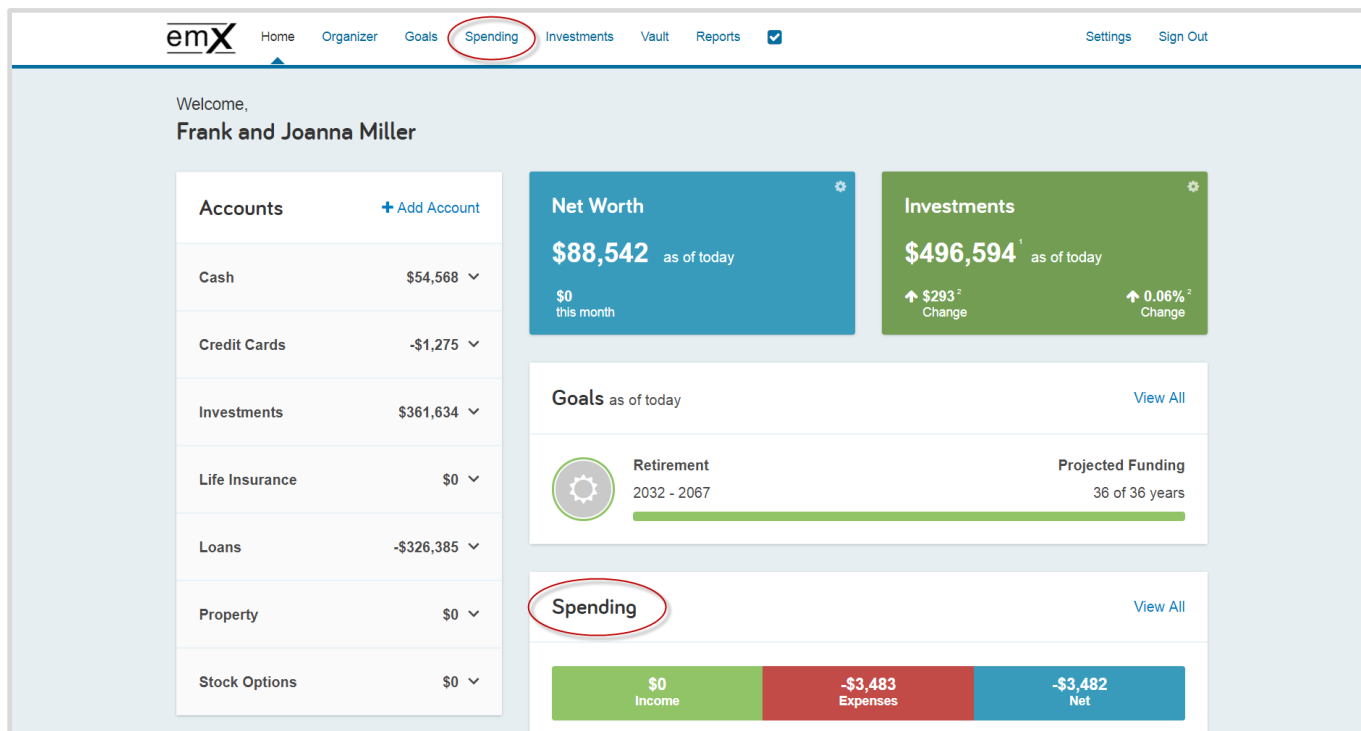 emX Home Organizer Goals Spending Investments Vault Reports Settings Sign Out
Welcome,
Frank and Joanna Miller
Accounts + Add Account
Cash $54,568
Credit Cards -$1,275
Investments $361,634
Life Insurance $0
Loans -$326,385
Property $0
Stock Options $0
Net Worth
$88,542 as of today
$0
this month
Investments
$496,594 1 as of today
$293 2 0.06% 2
Change Change
Goals as of today View All
Retirement Projected Funding
2032 - 2067 36 of 36 years
Spending View All
$0 -$3,483 -$3,482
Income Expenses Net